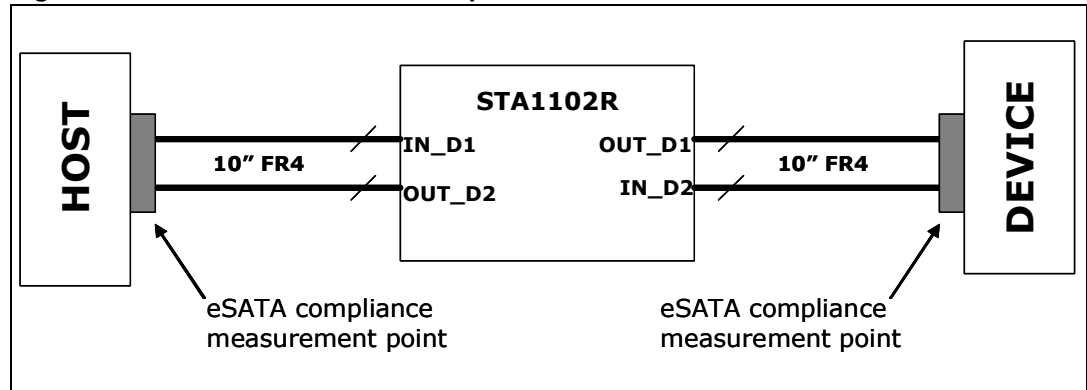 STA1102R
HOST
10” FR4
IN_D1
OUT_D2
OUT_D1
IN_D2
10” FR4
DEVICE
eSATA compliance
measurement point
eSATA compliance
measurement point